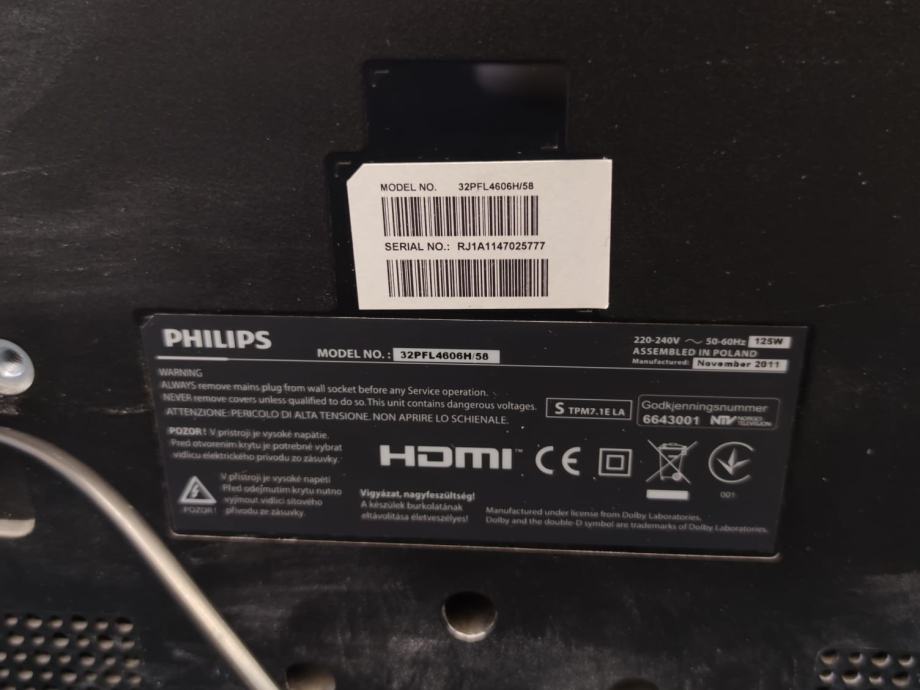 MODEL NO. 32PFL4606H/58
SERIAL NO.: RJ1A1147025777
PHILIPS
MODEL NO.: 32PFL4606H/58
220-240V ~ 50-60Hz 125W
ASSEMBLED IN POLAND
Manufactured: November 2011
WARNING
ALWAYS remove mains plug from wall socket before any Service operation.
NEVER remove covers unless qualified to do so. This unit contains dangerous voltages.
ATTENZIONE: PERICOLO DI ALTA TENSIONE. NON APRIRE LO SCHIENALE.
S TPM7.1E LA
Godkjenningsnummer
6643001 NTV NORGES TELEVISION
POZOR! V prístroji je vysoké napätie.
Pred otvorením krytu je potrebné vybrat
vidlicu elektrického prívodu zo zásuvky.
HDMI™ CE
001
V přístroji je vysoké napětí
Před odejmutím krytu nutno
vyjmout vidlici síťového
přívodu ze zásuvky.
POZOR!
Vigyázat, nagyfeszültség!
A készülek burkolatának
eltávolítása életveszélyes!
Manufactured under license from Dolby Laboratories.
Dolby and the double-D symbol are trademarks of Dolby Laboratories.